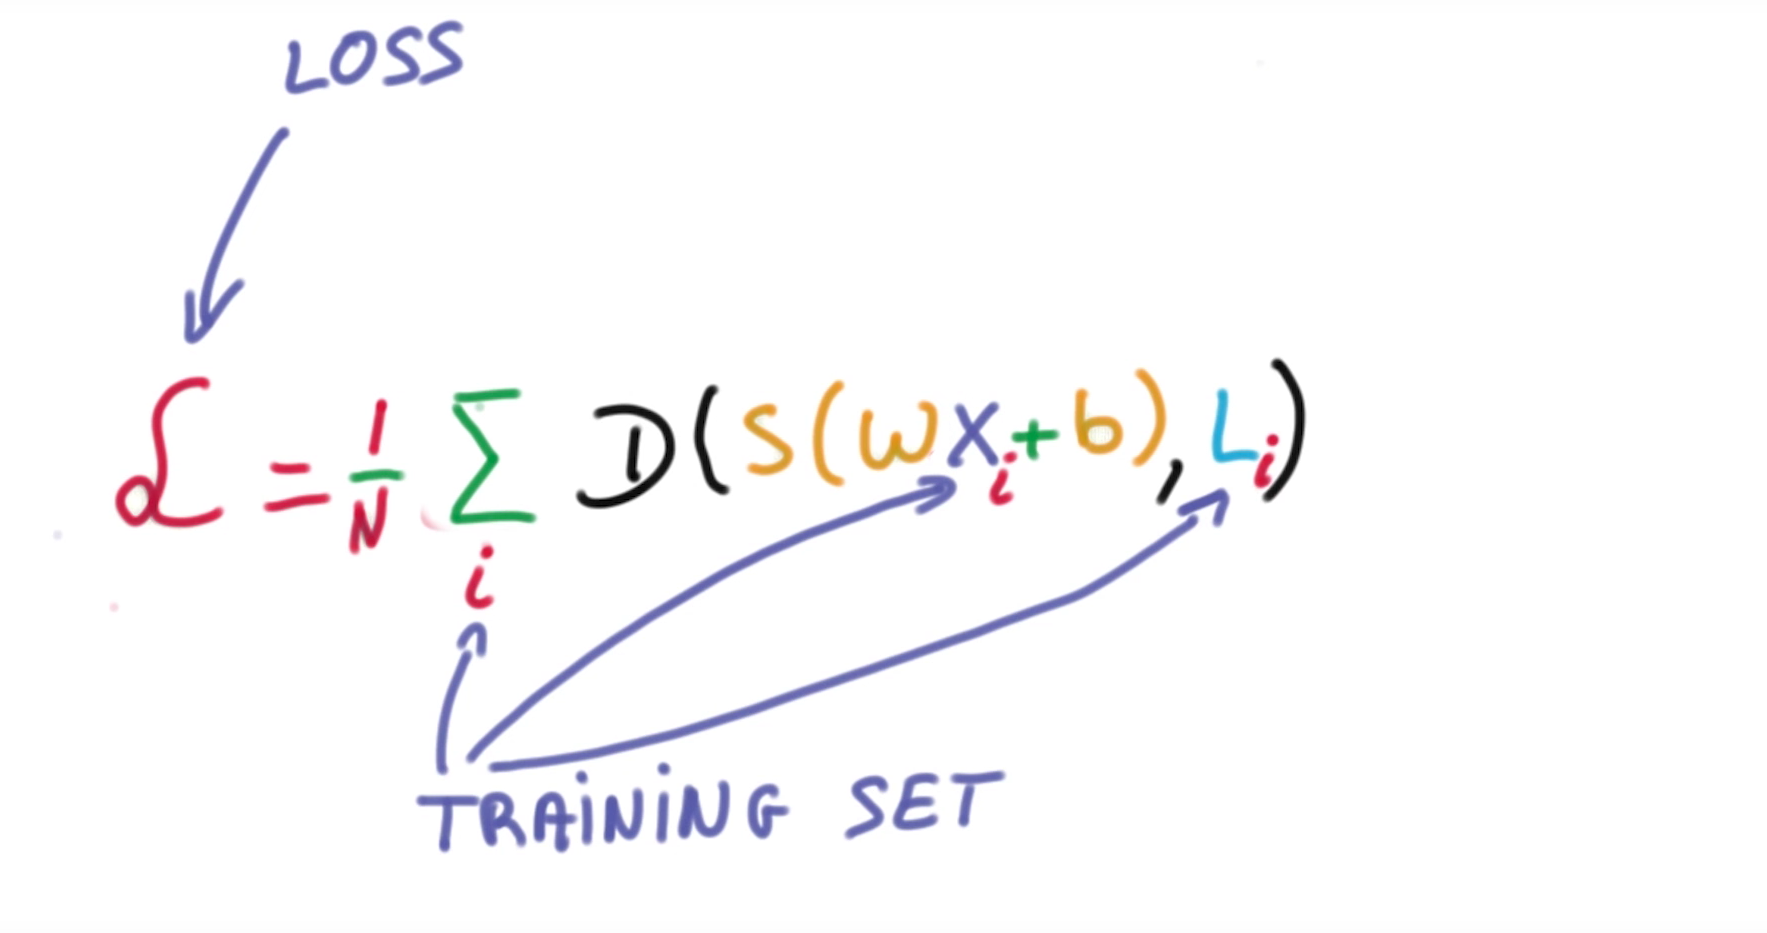 LOSS
ℒ = 1/N Σ_i D(S(WX_i + b), L_i)
TRAINING SET